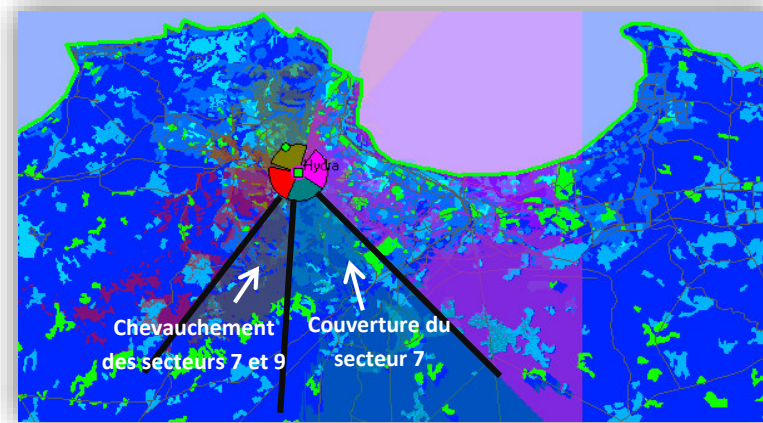 Hydra
Chevauchement
des secteurs 7 et 9
Couverture du
secteur 7